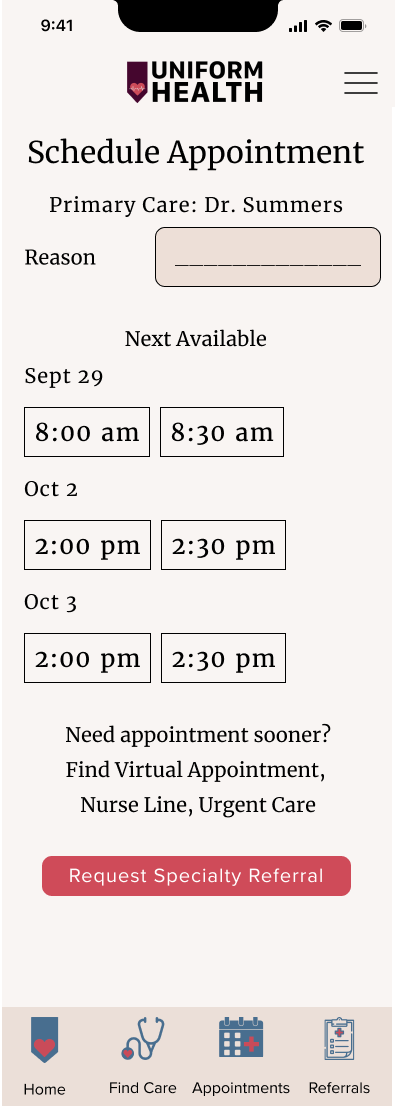 9:41
UNIFORM
HEALTH
Schedule Appointment
Primary Care: Dr. Summers
Reason
_____________
Next Available
Sept 29
8:00 am 8:30 am
Oct 2
2:00 pm 2:30 pm
Oct 3
2:00 pm 2:30 pm
Need appointment sooner?
Find Virtual Appointment,
Nurse Line, Urgent Care
Request Specialty Referral
Home Find Care Appointments Referrals